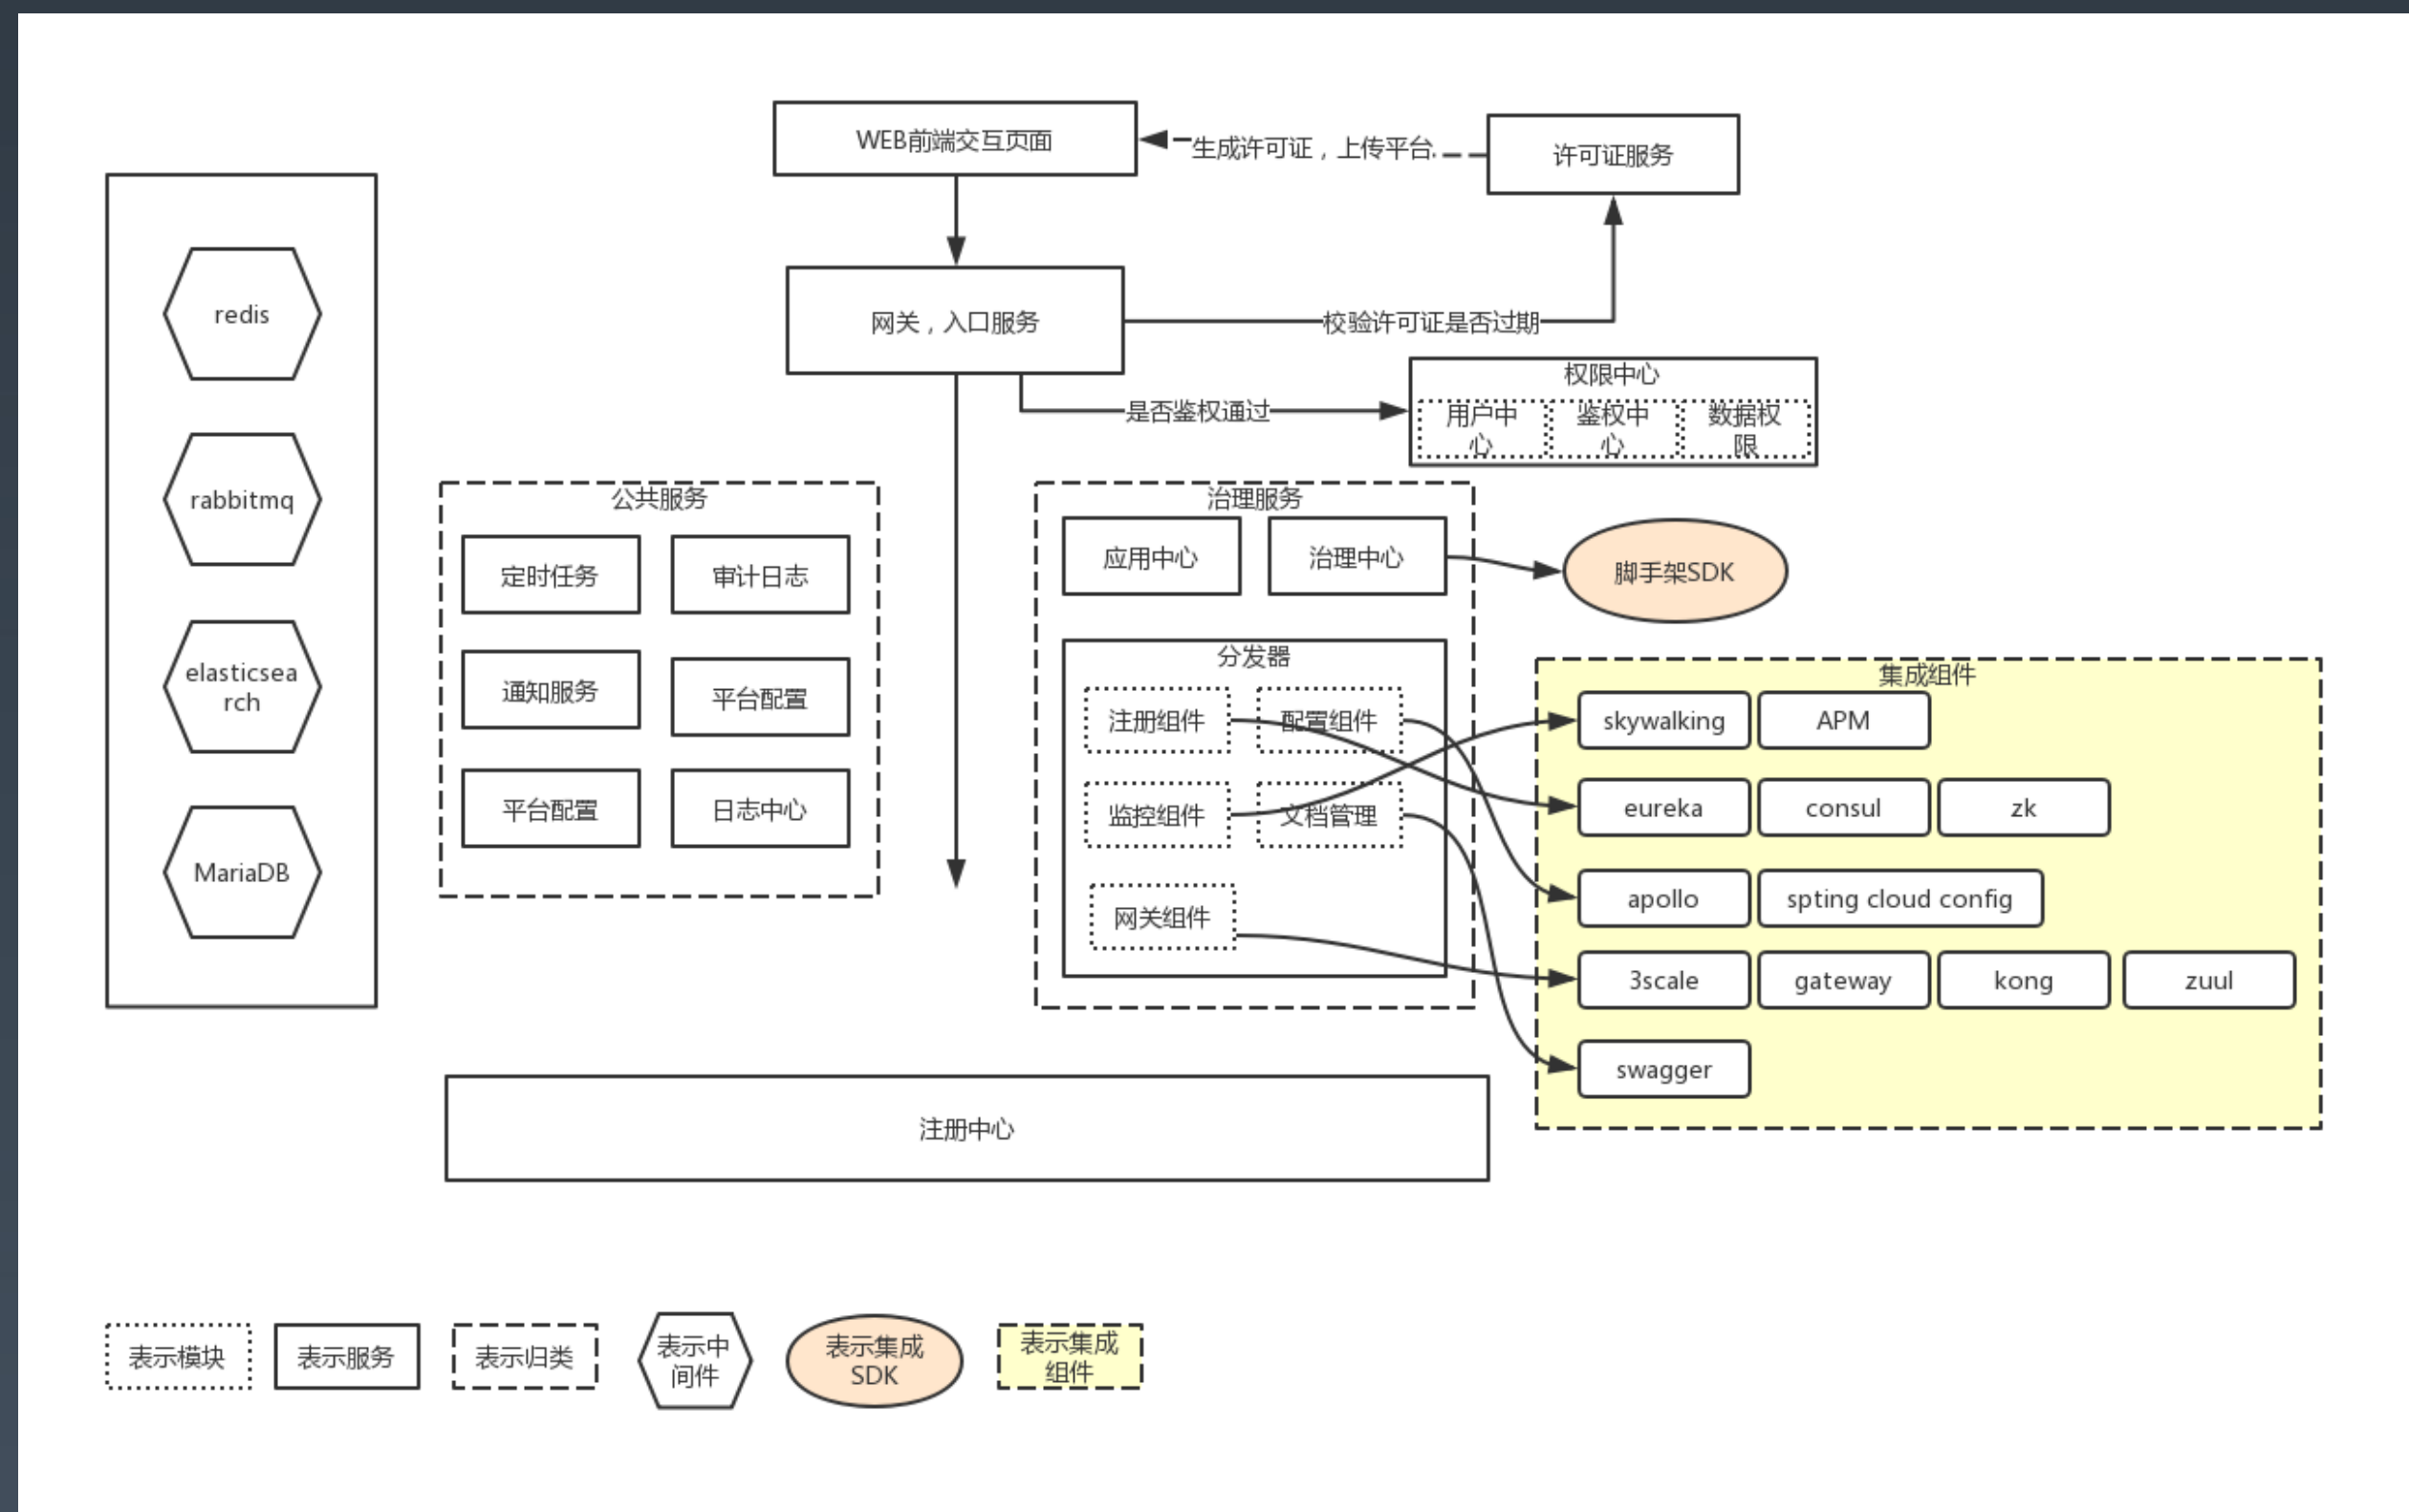 WEB前端交互页面
生成许可证，上传平台.
许可证服务
网关，入口服务
校验许可证是否过期
是否鉴权通过
权限中心
用户中
心
鉴权中
心
数据权
限
redis
rabbitmq
elasticsea
rch
MariaDB
公共服务
定时任务
审计日志
通知服务
平台配置
平台配置
日志中心
治理服务
应用中心
治理中心
脚手架SDK
分发器
注册组件
配置组件
监控组件
文档管理
网关组件
集成组件
skywalking
APM
eureka
consul
zk
apollo
spting cloud config
3scale
gateway
kong
zuul
swagger
注册中心
表示模块
表示服务
表示归类
表示中
间件
表示集成
SDK
表示集成
组件